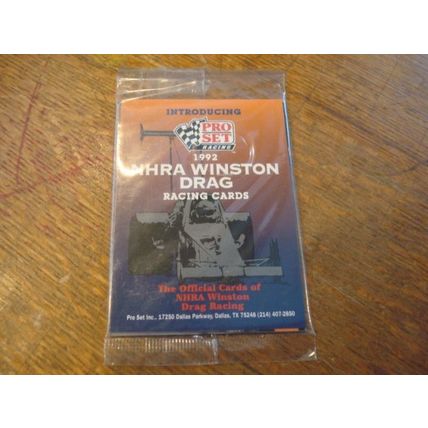 INTRODUCING
PRO
SET
RACING
1992
NHRA WINSTON
DRAG
RACING CARDS
The Official Cards of
NHRA Winston
Drag Racing
Pro Set Inc., 17250 Dallas Parkway, Dallas, TX 75248 (214) 407-2650